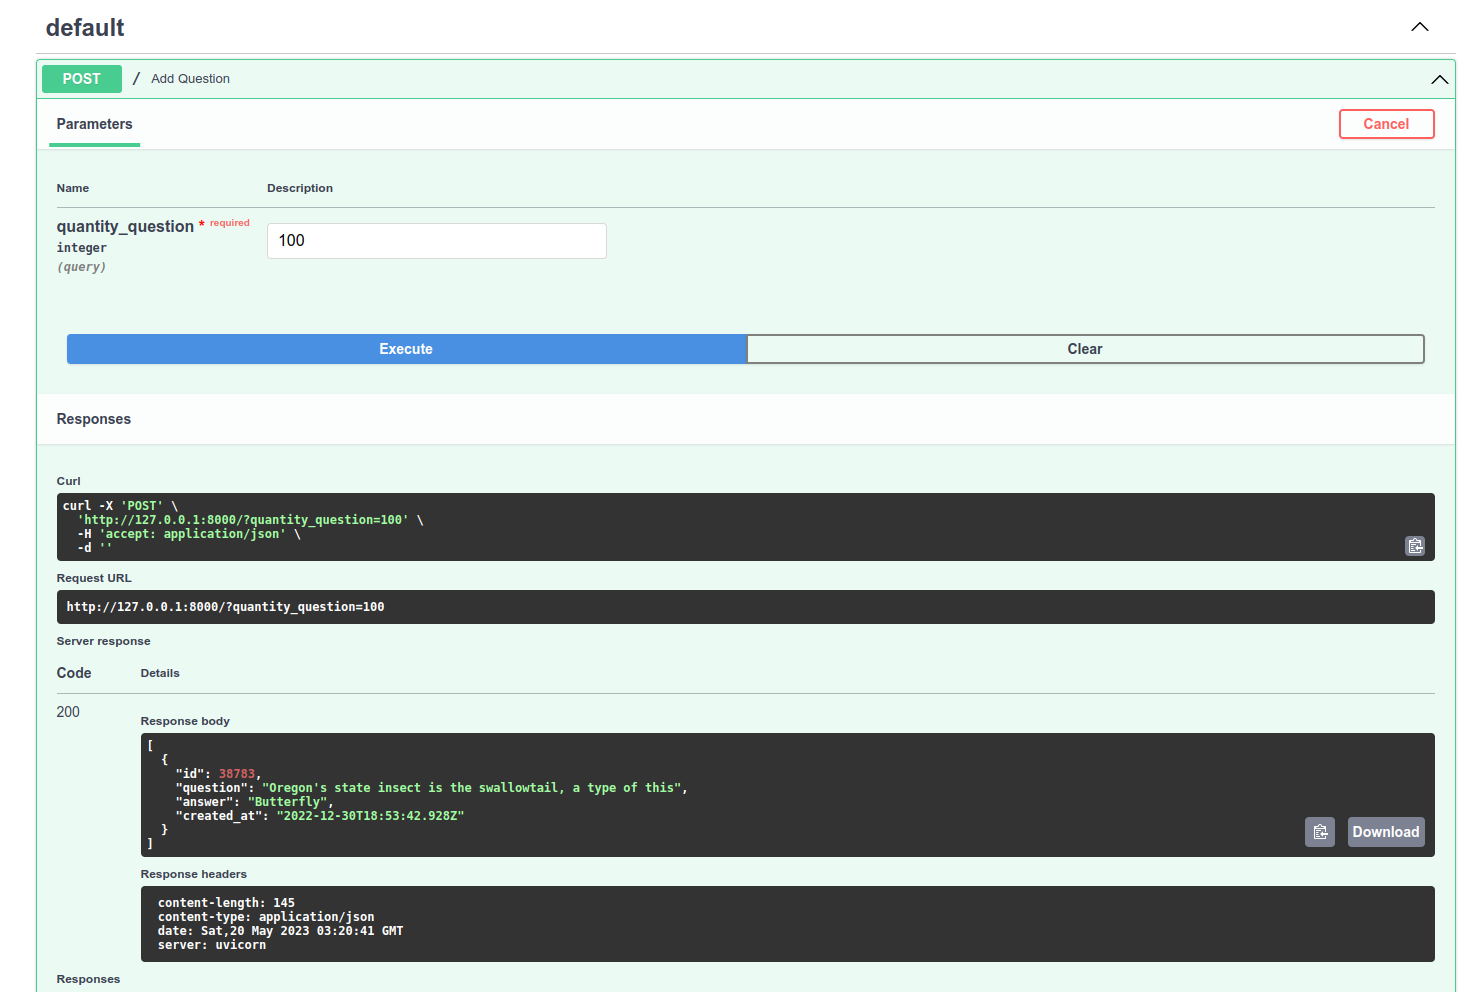 default
POST / Add Question
Parameters
Cancel
Name Description
quantity_question * required
integer
(query)
100
Execute Clear
Responses
Curl
curl -X 'POST' \
  'http://127.0.0.1:8000/?quantity_question=100' \
  -H 'accept: application/json' \
  -d ''
Request URL
http://127.0.0.1:8000/?quantity_question=100
Server response
Code Details
200
Response body
[
  {
    "id": 38783,
    "question": "Oregon's state insect is the swallowtail, a type of this",
    "answer": "Butterfly",
    "created_at": "2022-12-30T18:53:42.928Z"
  }
]
Download
Response headers
content-length: 145
content-type: application/json
date: Sat,20 May 2023 03:20:41 GMT
server: uvicorn
Responses